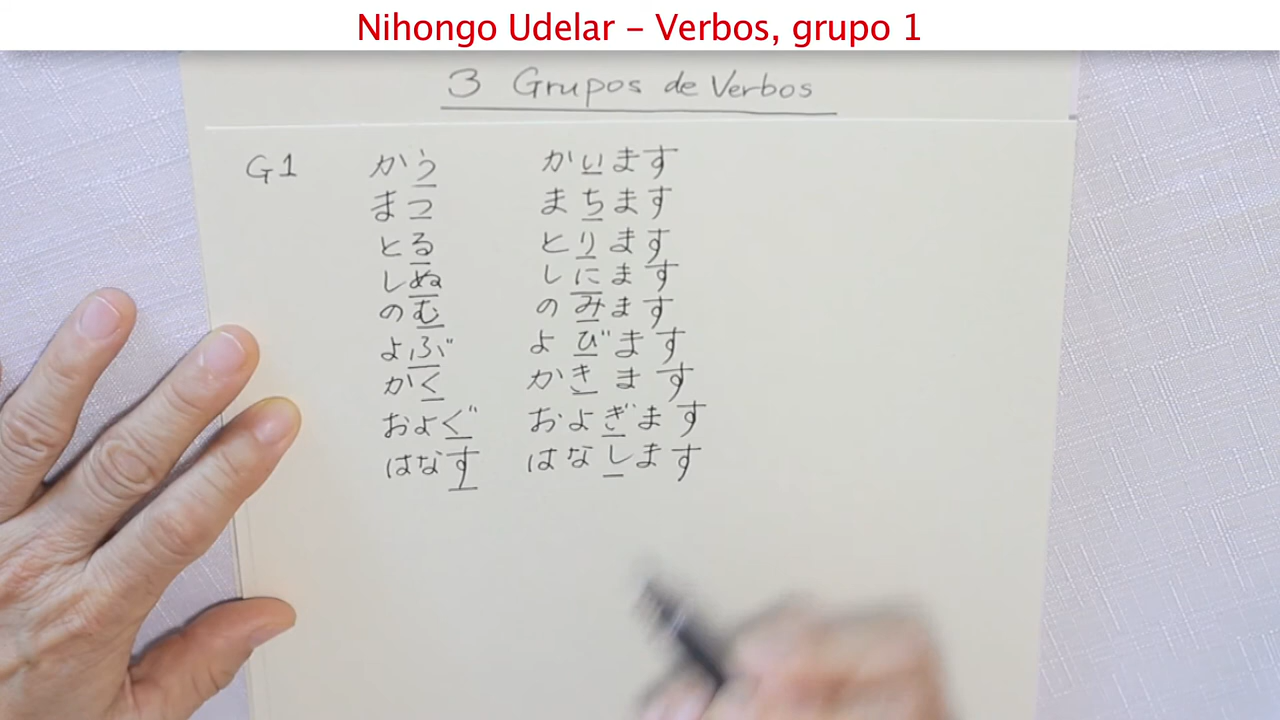 Nihongo Udelar – Verbos, grupo 1
3 Grupos de Verbos
G1 かう かいます
まつ まちます
とる とります
しぬ しにます
のむ のみます
よぶ よびます
かく かきます
およぐ およぎます
はなす はなします